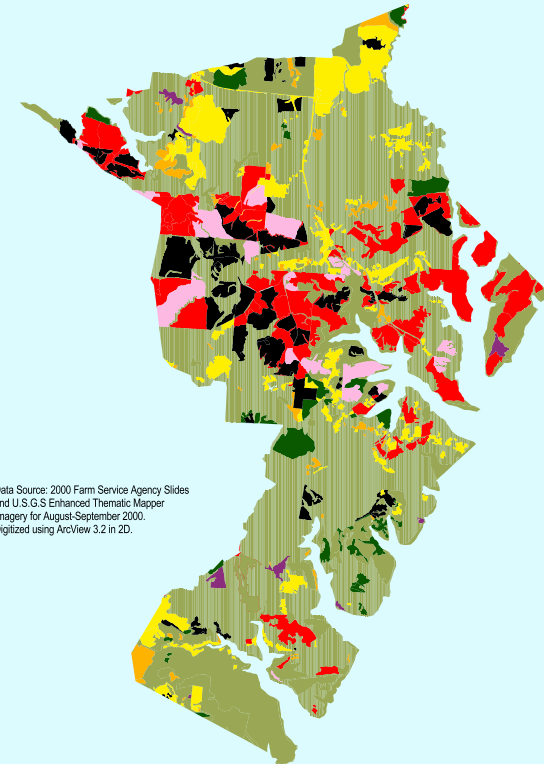 ata Source: 2000 Farm Service Agency Slides
nd U.S.G.S Enhanced Thematic Mapper
magery for August-September 2000.
igitized using ArcView 3.2 in 2D.